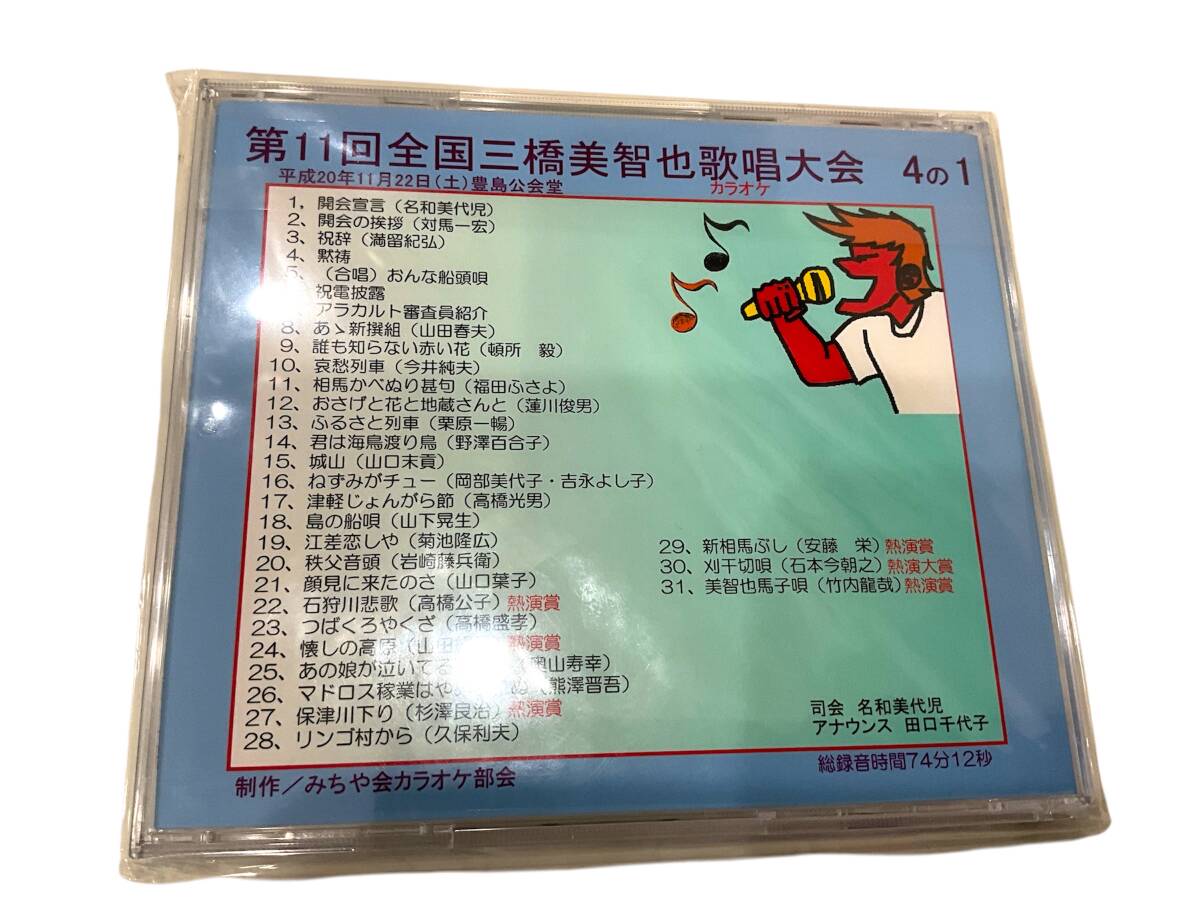 第11回全国三橋美智也歌唱大会 4の1
カラオケ
平成20年11月22日(土)豊島公会堂
1, 開会宣言(名和美代児)
2、開会の挨拶(対馬一宏)
3、祝辞(満留紀弘)
4、黙祷
5、(合唱)おんな船頭唄
祝電披露
アラカルト審査員紹介
8、あゝ新撰組(山田春夫)
9、誰も知らない赤い花(頓所 毅)
10、哀愁列車(今井純夫)
11、相馬かべぬり甚句(福田ふさよ)
12、おさげと花と地蔵さんと(蓮川俊男)
13、ふるさと列車(栗原一暢)
14、君は海鳥渡り鳥(野澤百合子)
15、城山(山口末貢)
16、ねずみがチュー(岡部美代子・吉永よし子)
17、津軽じょんがら節(高橋光男)
18、島の船唄(山下晃生)
19、江差恋しや(菊池隆広)
20、秩父音頭(岩崎藤兵衛)
21、顔見に来たのさ(山口葉子)
22、石狩川悲歌(高橋公子)熱演賞
23、つばくろやくざ(高橋盛孝)
24、懐しの高原(山田 熱演賞
25、あの娘が泣いてる 奥山寿幸)
26、マドロス稼業はや (熊澤晋吾)
27、保津川下り(杉澤良治)熱演賞
28、リンゴ村から(久保利夫)
29、新相馬ぶし(安藤 栄)熱演賞
30、刈干切唄(石本今朝之)熱演大賞
31、美智也馬子唄(竹内龍哉)熱演賞
司会 名和美代児
アナウンス 田口千代子
総録音時間74分12秒
制作/みちや会カラオケ部会